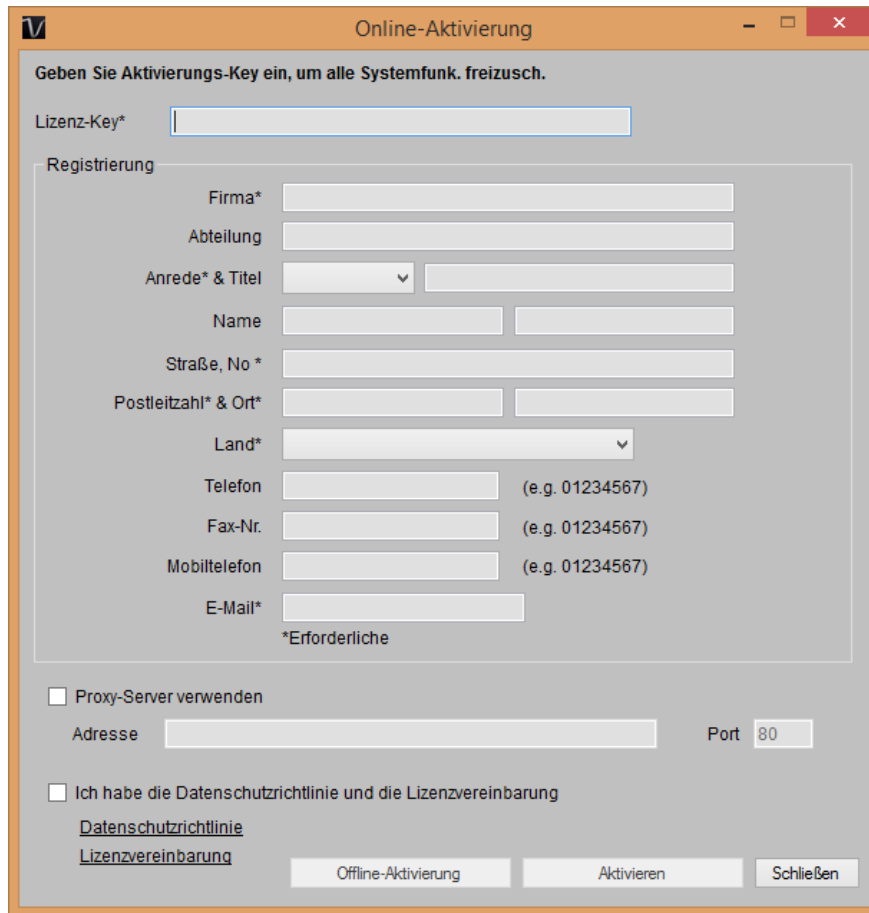 Online-Aktivierung
Geben Sie Aktivierungs-Key ein, um alle Systemfunk. freizusch.
Lizenz-Key*
Registrierung
Firma*
Abteilung
Anrede* & Titel
Name
Straße, No *
Postleitzahl* & Ort*
Land*
Telefon (e.g. 01234567)
Fax-Nr. (e.g. 01234567)
Mobiltelefon (e.g. 01234567)
E-Mail*
*Erforderliche
Proxy-Server verwenden
Adresse Port 80
Ich habe die Datenschutzrichtlinie und die Lizenzvereinbarung
Datenschutzrichtlinie
Lizenzvereinbarung
Offline-Aktivierung Aktivieren Schließen